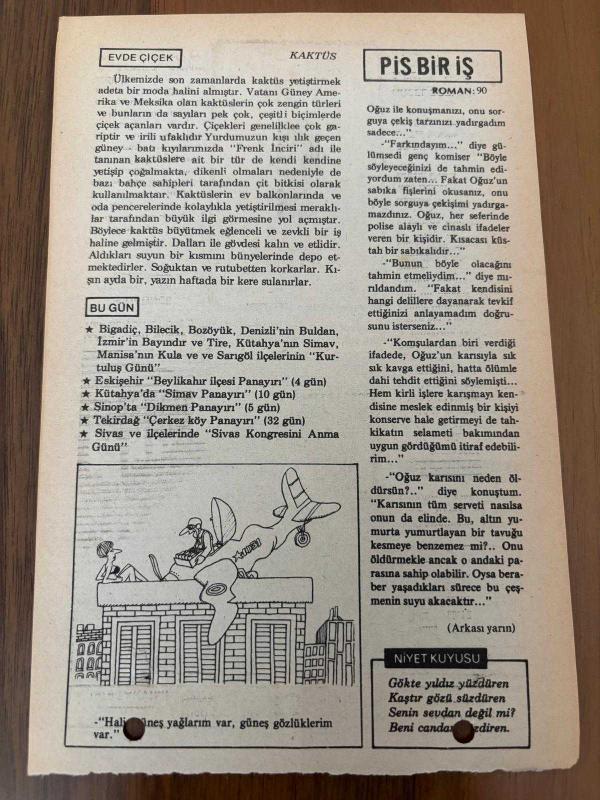 EVDE ÇİÇEK
KAKTÜS
Ülkemizde son zamanlarda kaktüs yetiştirmek
adeta bir moda halini almıştır. Vatanı Güney Ame-
rika ve Meksika olan kaktüslerin çok zengin türleri
ve bunların da sayıları pek çok, çeşitli biçimlerde
çiçek açanları vardır. Çiçekleri geneliklee çok ga-
riptir ve irili ufaklıdır Yurdumuzun kışı ılık geçen
güney - batı kıyılarımızda "Frenk İnciri" adı ile
tanınan kaktüslere ait bir tür de kendi kendine
yetişip çoğalmakta, dikenli olmaları nedeniyle de
bazı bahçe sahipleri tarafından çit bitkisi olarak
kullanılmaktar. Kaktüslerin ev balkonlarında ve
oda pencerelerinde kolaylıkla yetiştirilmesi meraklı-
lar tarafından büyük ilgi görmesine yol açmıştır.
Böylece kaktüs büyütmek eğlenceli ve zevkli bir iş
haline gelmiştir. Dalları ile gövdesi kalın ve etlidir.
Aldıkları suyun bir kısmını bünyelerinde depo et-
mektedirler. Soğuktan ve rutubetten korkarlar. Kı-
şın ayda bir, yazın haftada bir kere sulanırlar.
BU GÜN
★ Bigadiç, Bilecik, Bozöyük, Denizli'nin Buldan,
İzmir'in Bayındır ve Tire, Kütahya'nın Simav,
Manisa'nın Kula ve ve Sarıgöl ilçelerinin "Kur-
tuluş Günü"
★ Eskişehir "Beylikahır ilçesi Panayırı" (4 gün)
★ Kütahya'da "Simav Panayırı" (10 gün)
★ Sinop'ta "Dikmen Panayırı" (5 gün)
★ Tekirdağ "Çerkez köy Panayırı" (32 gün)
★ Sivas ve ilçelerinde "Sivas Kongresini Anma
Günü"
güneş yağlarım var, güneş gözlüklerim
var."
PİS BİR İŞ
ROMAN: 90
Oğuz ile konuşmanızı, onu sor-
guya çekiş tarzınızı yadırgadım
sadece..."
-"Farkındayım..." diye gü-
lümsedi genç komiser "Böyle
söyleyeceğinizi de tahmin edi-
yordum zaten... Fakat Oğuz'un
sabıka fişlerini okusanız, onu
böyle sorguya çekişimi yadırga-
mazdınız. Oğuz, her seferinde
polise alaylı ve cinaslı ifadeler
veren bir kişidir. Kısacası küs-
tah bir sabıkalıdır..."
-"Bunun böyle olacağını
tahmin etmeliydim..." diye mı-
rıldandım. "Fakat kendisini
hangi delillere dayanarak tevkif
ettiğinizi anlayamadım doğru-
sunu isterseniz..."
-"Komşulardan biri verdiği
ifadede, Oğuz'un karısıyla sık
sık kavga ettiğini, hatta ölümle
dahi tehdit ettiğini söylemişti...
Hem kirli işlere karışmayı ken-
disine meslek edinmiş bir kişiyi
konserve hale getirmeyi de tah-
kikatın selameti bakımından
uygun gördüğümü itiraf edebili-
rim..."
-"Oğuz karısını neden öl-
dürsün?.." diye konuştum.
"Karısının tüm serveti nasılsa
onun da elinde. Bu, altın yu-
murta yumurtlayan bir tavuğu
kesmeye benzemez mi?.. Onu
öldürmekle ancak o andaki pa-
rasına sahip olabilir. Oysa bera-
ber yaşadıkları sürece bu çeş-
menin suyu akacaktır..."
(Arkası yarın)
NİYET KUYUSU
Gökte yıldız yüzdüren
Kaştır gözü süzdüren
Senin sevdan değil mi?
Beni candan